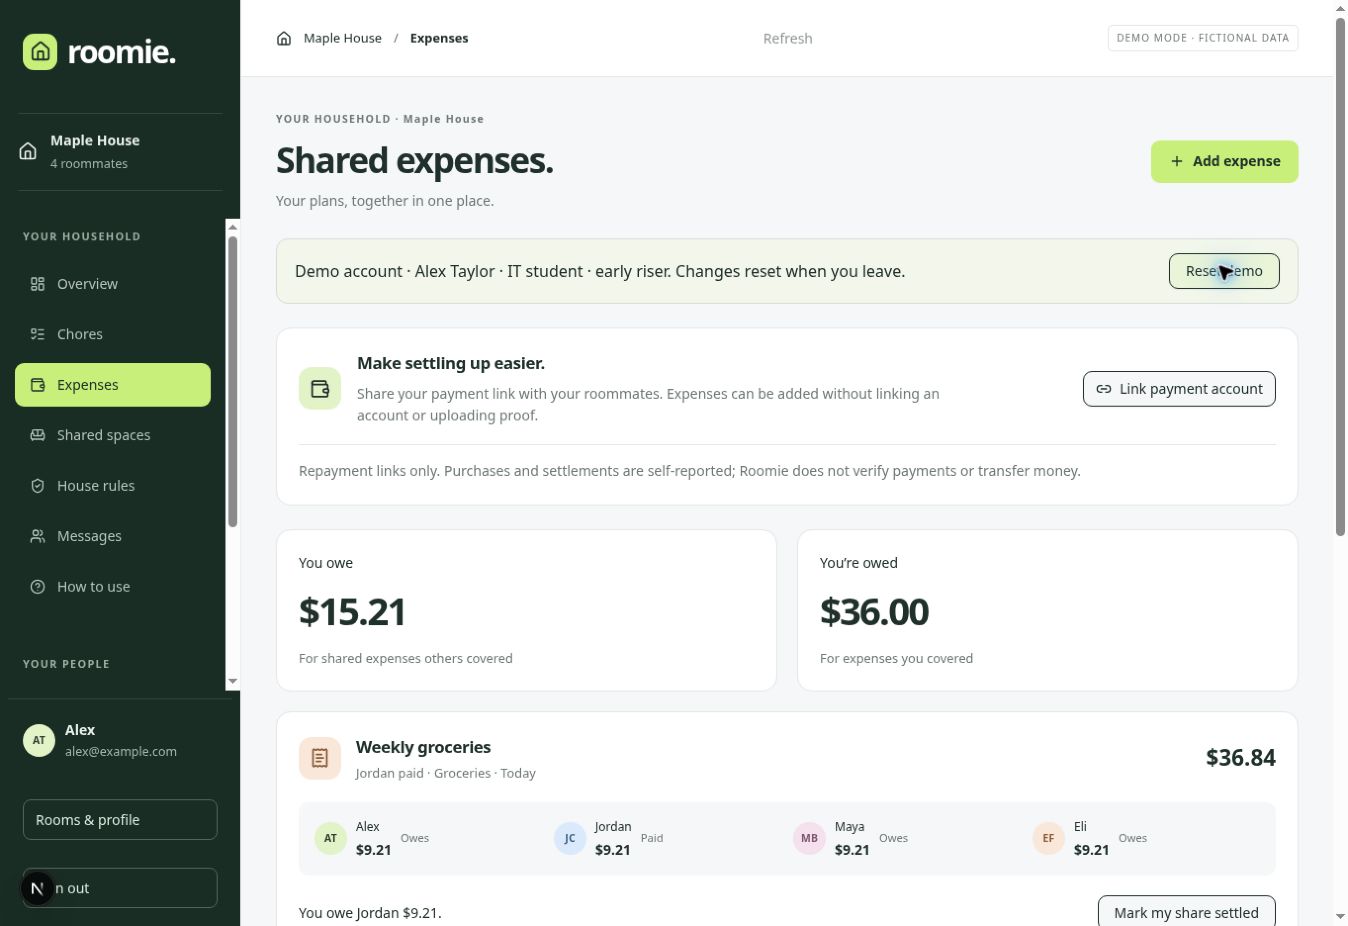 roomie.
Maple House
4 roommates
YOUR HOUSEHOLD
Overview
Chores
Expenses
Shared spaces
House rules
Messages
How to use
YOUR PEOPLE
AT
Alex
alex@example.com
Rooms & profile
N
n out
Maple House / Expenses
Refresh
DEMO MODE · FICTIONAL DATA
YOUR HOUSEHOLD · Maple House
Shared expenses.
Your plans, together in one place.
+ Add expense
Demo account · Alex Taylor · IT student · early riser. Changes reset when you leave.
Reset demo
Make settling up easier.
Share your payment link with your roommates. Expenses can be added without linking an
account or uploading proof.
Link payment account
Repayment links only. Purchases and settlements are self-reported; Roomie does not verify payments or transfer money.
You owe
$15.21
For shared expenses others covered
You're owed
$36.00
For expenses you covered
Weekly groceries
Jordan paid · Groceries · Today
$36.84
AT Alex $9.21 Owes
JC Jordan $9.21 Paid
MB Maya $9.21 Owes
EF Eli $9.21 Owes
You owe Jordan $9.21.
Mark my share settled